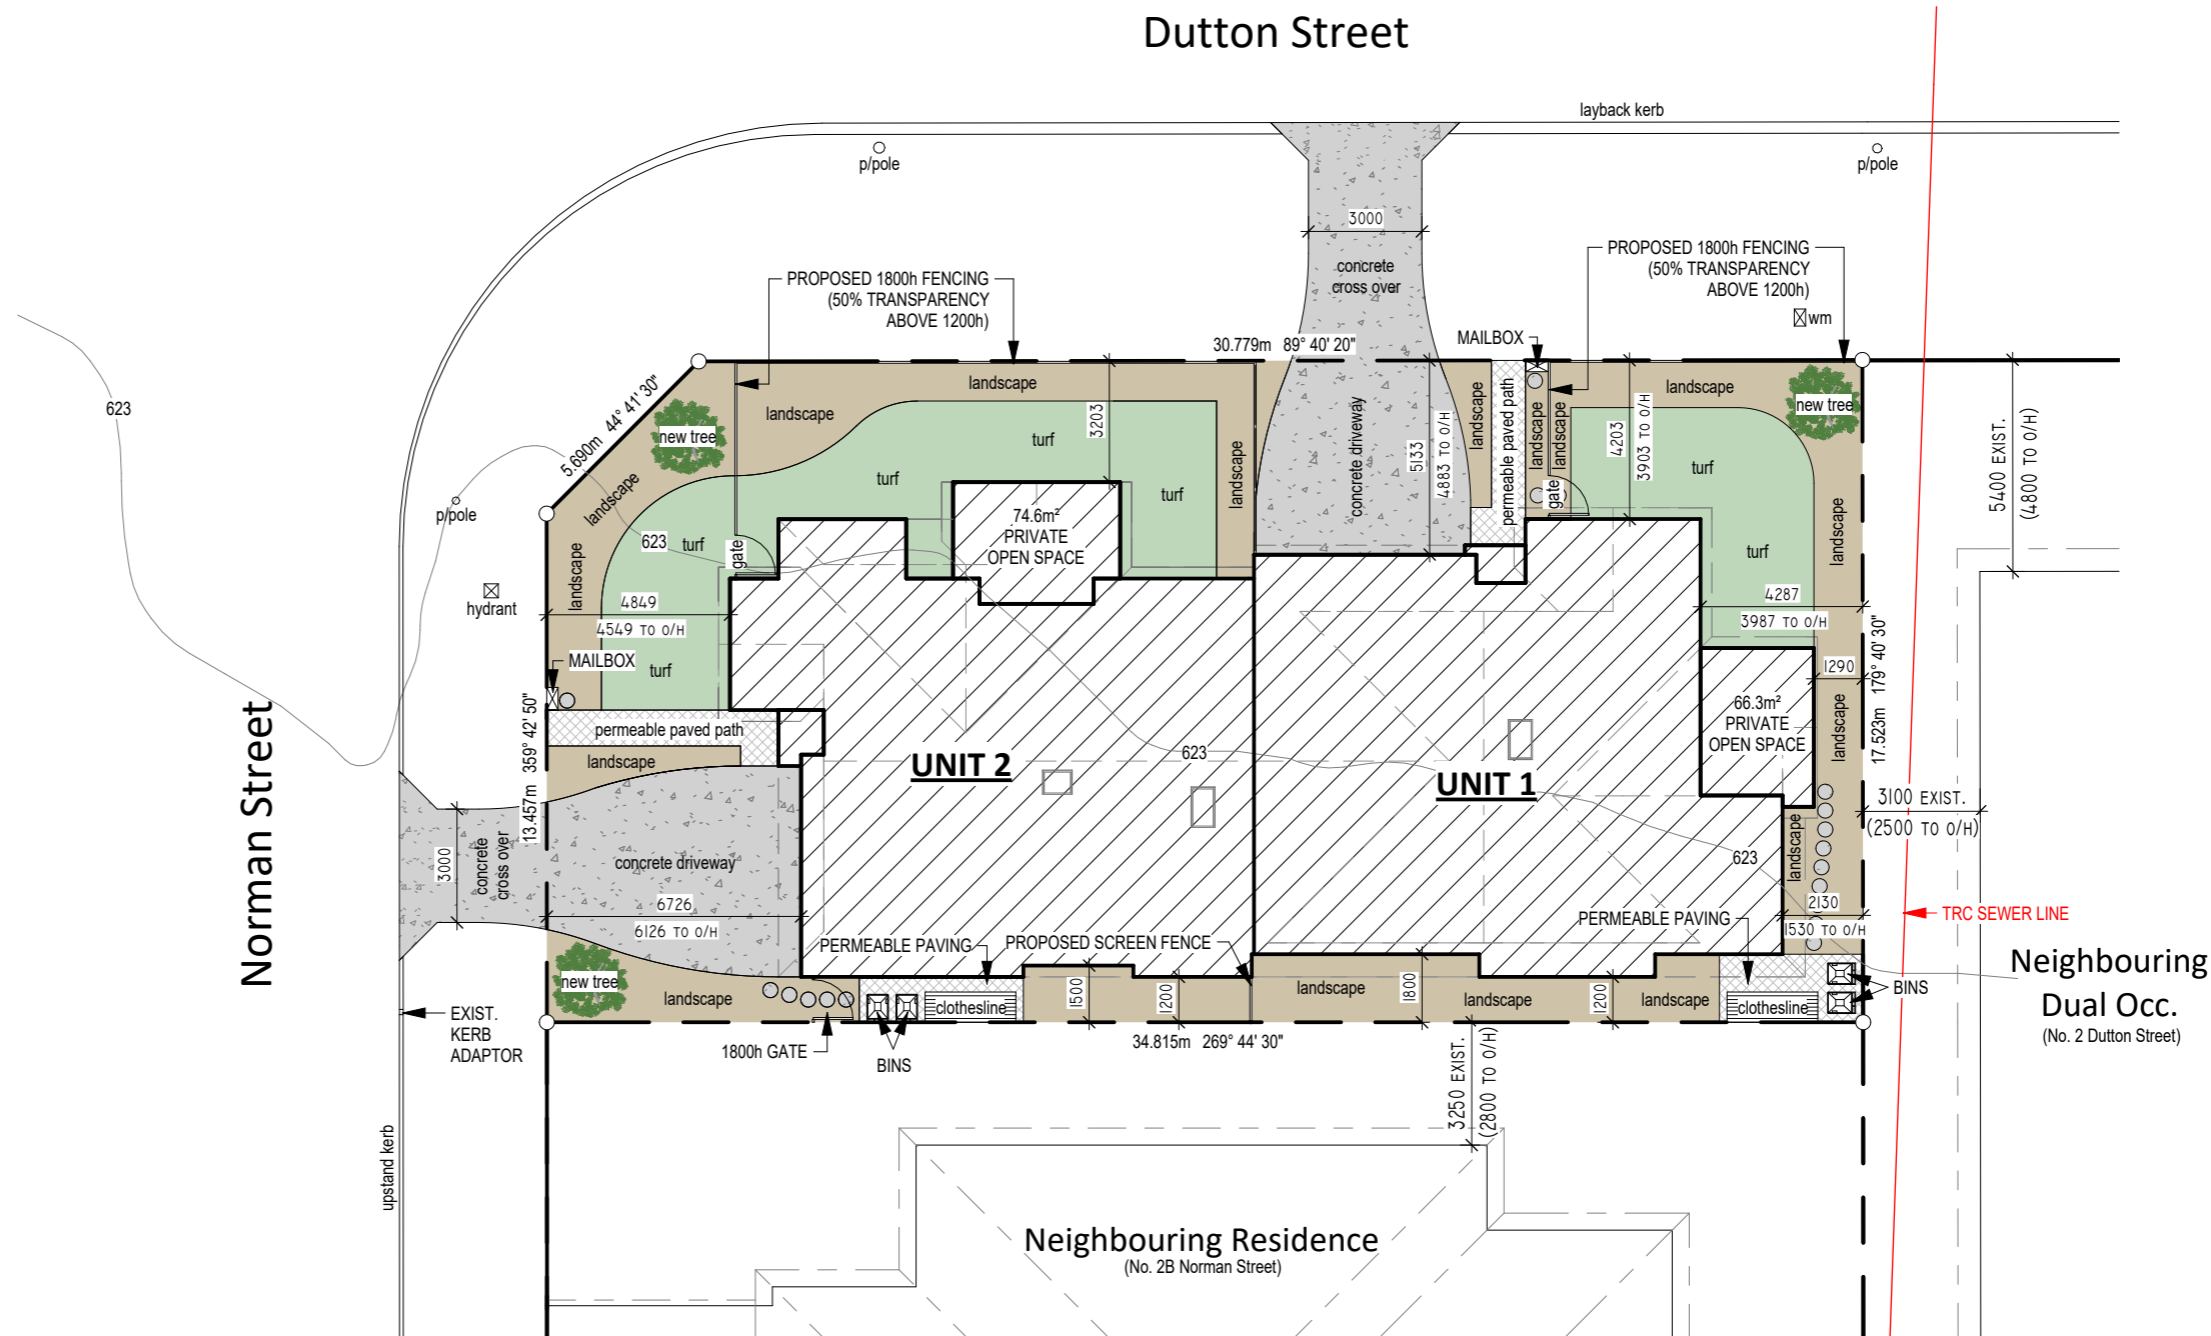 Dutton Street
layback kerb
p/pole
p/pole
3000
concrete
cross over
PROPOSED 1800h FENCING
(50% TRANSPARENCY
ABOVE 1200h)
PROPOSED 1800h FENCING
(50% TRANSPARENCY
ABOVE 1200h)
wm
MAILBOX
30.779m 89° 40' 20"
623
5.690m 44° 41' 30"
new tree
landscape
landscape
landscape
3203
turf
turf
turf
landscape
concrete driveway
5133
4883 TO O/H
landscape
permeable paved path
landscape
landscape
gate
4203
3903 TO O/H
landscape
new tree
turf
turf
landscape
5400 EXIST.
(4800 TO O/H)
p/pole
hydrant
landscape
623
turf
gate
74.6m²
PRIVATE
OPEN SPACE
4849
4549 TO O/H
turf
MAILBOX
4287
3987 TO O/H
1290
66.3m²
PRIVATE
OPEN SPACE
landscape
17.523m 179° 40' 30"
Norman Street
13.457m 359° 42' 50"
permeable paved path
landscape
UNIT 2
623
UNIT 1
3100 EXIST.
(2500 TO O/H)
3000
concrete
cross over
concrete driveway
6726
6126 TO O/H
623
landscape
2130
1530 TO O/H
TRC SEWER LINE
PERMEABLE PAVING
PROPOSED SCREEN FENCE
PERMEABLE PAVING
Neighbouring
Dual Occ.
(No. 2 Dutton Street)
new tree
landscape
clothesline
1500
1200
landscape
1800
landscape
1200
landscape
clothesline
BINS
EXIST.
KERB
ADAPTOR
1800h GATE
BINS
34.815m 269° 44' 30"
3250 EXIST.
(2800 TO O/H)
upstand kerb
Neighbouring Residence
(No. 2B Norman Street)